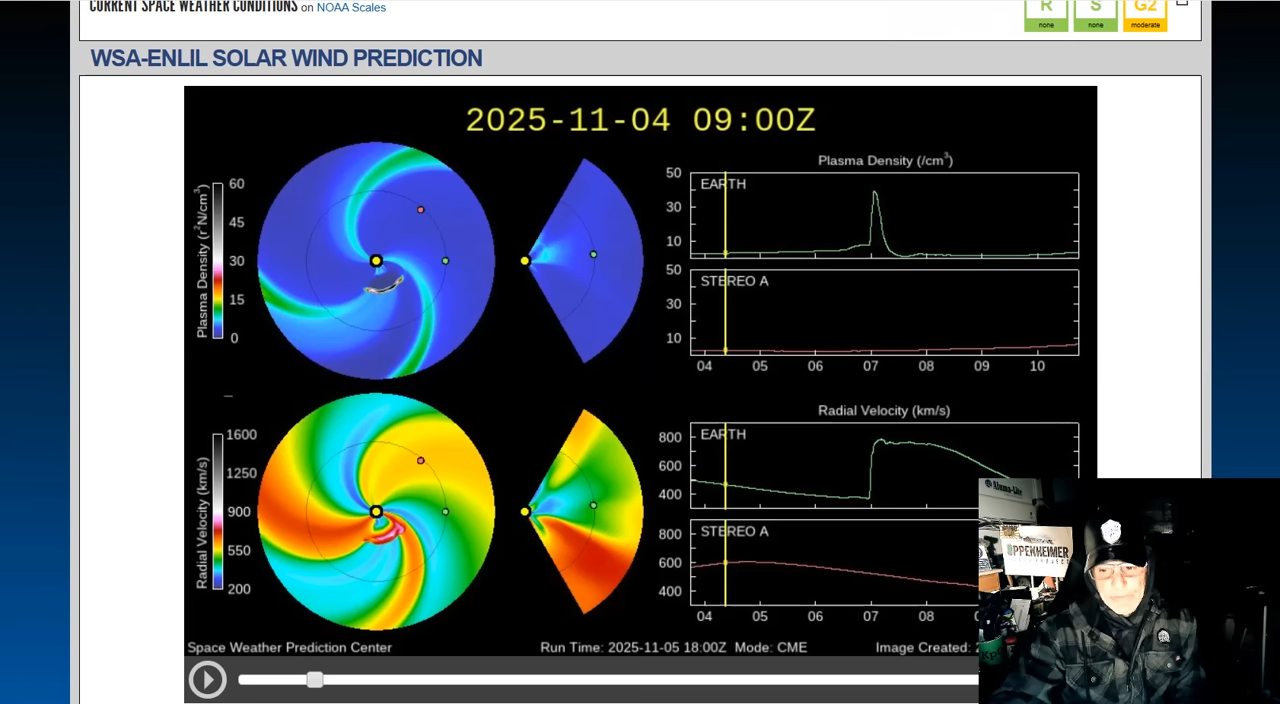 CURRENT SPACE WEATHER CONDITIONS on NOAA Scales
R S G2
none none moderate
WSA-ENLIL SOLAR WIND PREDICTION
2025-11-04 09:00Z
Plasma Density (r²N/cm³)
60
45
30
15
0
Plasma Density (/cm³)
50
30
10
EARTH
50
30
10
STEREO A
04 05 06 07 08 09 10
Radial Velocity (km/s)
1600
1250
900
550
200
Radial Velocity (km/s)
800
600
400
EARTH
800
600
400
STEREO A
04 05 06 07 08
Space Weather Prediction Center
Run Time: 2025-11-05 18:00Z Mode: CME
Image Created: 2
Aluma-Lite
OPPENHEIMER